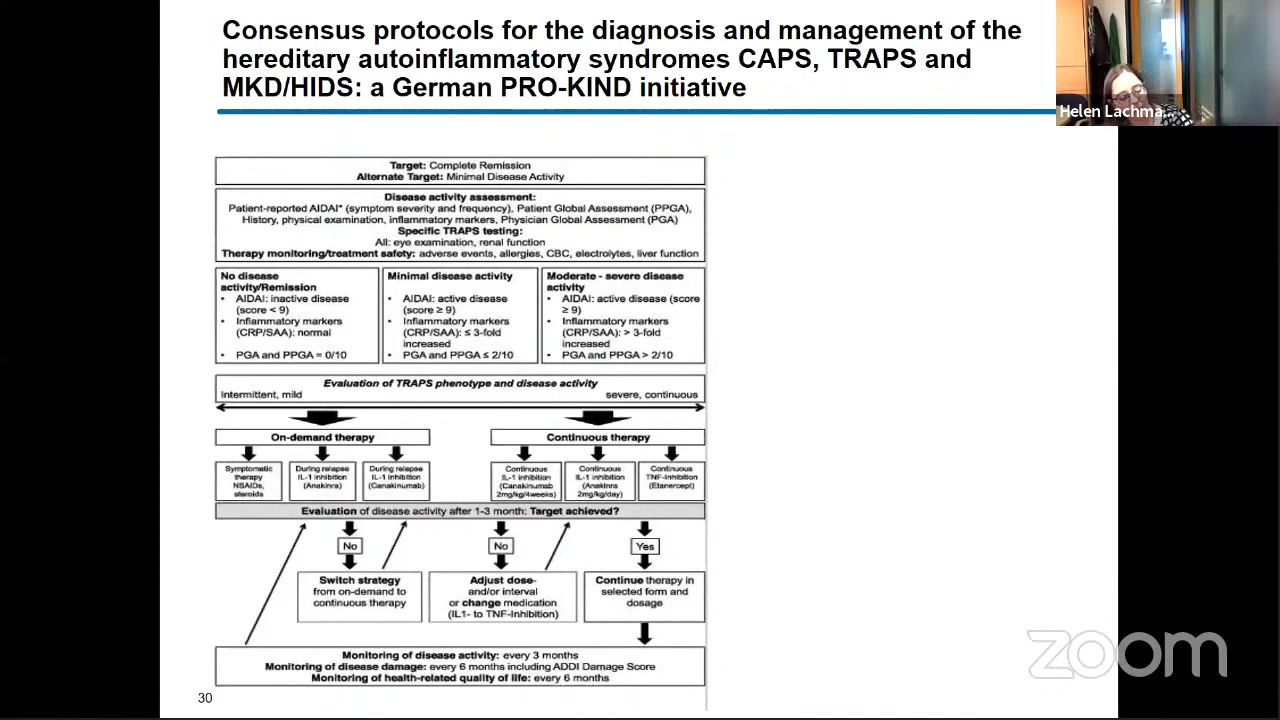 Consensus protocols for the diagnosis and management of the
hereditary autoinflammatory syndromes CAPS, TRAPS and
MKD/HIDS: a German PRO-KIND initiative
Helen Lachma...
Target: Complete Remission
Alternate Target: Minimal Disease Activity
Disease activity assessment:
Patient-reported AIDAI* (symptom severity and frequency), Patient Global Assessment (PPGA),
History, physical examination, inflammatory markers, Physician Global Assessment (PGA)
Specific TRAPS testing:
All: eye examination, renal function
Therapy monitoring/treatment safety: adverse events, allergies, CBC, electrolytes, liver function
No disease
activity/Remission
• AIDAI: inactive disease
(score < 9)
• Inflammatory markers
(CRP/SAA): normal
• PGA and PPGA = 0/10
Minimal disease activity
• AIDAI: active disease
(score ≥ 9)
• Inflammatory markers
(CRP/SAA): ≤ 3-fold
increased
• PGA and PPGA ≤ 2/10
Moderate - severe disease
activity
• AIDAI: active disease (score
≥ 9)
• Inflammatory markers
(CRP/SAA): > 3-fold
increased
• PGA and PPGA > 2/10
Evaluation of TRAPS phenotype and disease activity
Intermittent, mild
severe, continuous
On-demand therapy
Continuous therapy
Symptomatic
therapy
NSAIDs,
steroids
During relapse
IL-1 inhibition
(Anakinra)
During relapse
IL-1 inhibition
(Canakinumab)
Continuous
IL-1 inhibition
(Canakinumab
2mg/kg/4weeks)
Continuous
IL-1 inhibition
(Anakinra
2mg/kg/day)
Continuous
TNF-Inhibition
(Etanercept)
Evaluation of disease activity after 1-3 month: Target achieved?
No
No
Yes
Switch strategy
from on-demand to
continuous therapy
Adjust dose-
and/or interval
or change medication
(IL1- to TNF-Inhibition)
Continue therapy in
selected form and
dosage
Monitoring of disease activity: every 3 months
Monitoring of disease damage: every 6 months including ADDI Damage Score
Monitoring of health-related quality of life: every 6 months
30
zoom